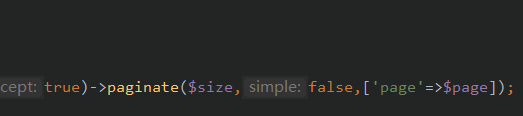 cept: true)->paginate($size, simple: false,['page'=>$page]);